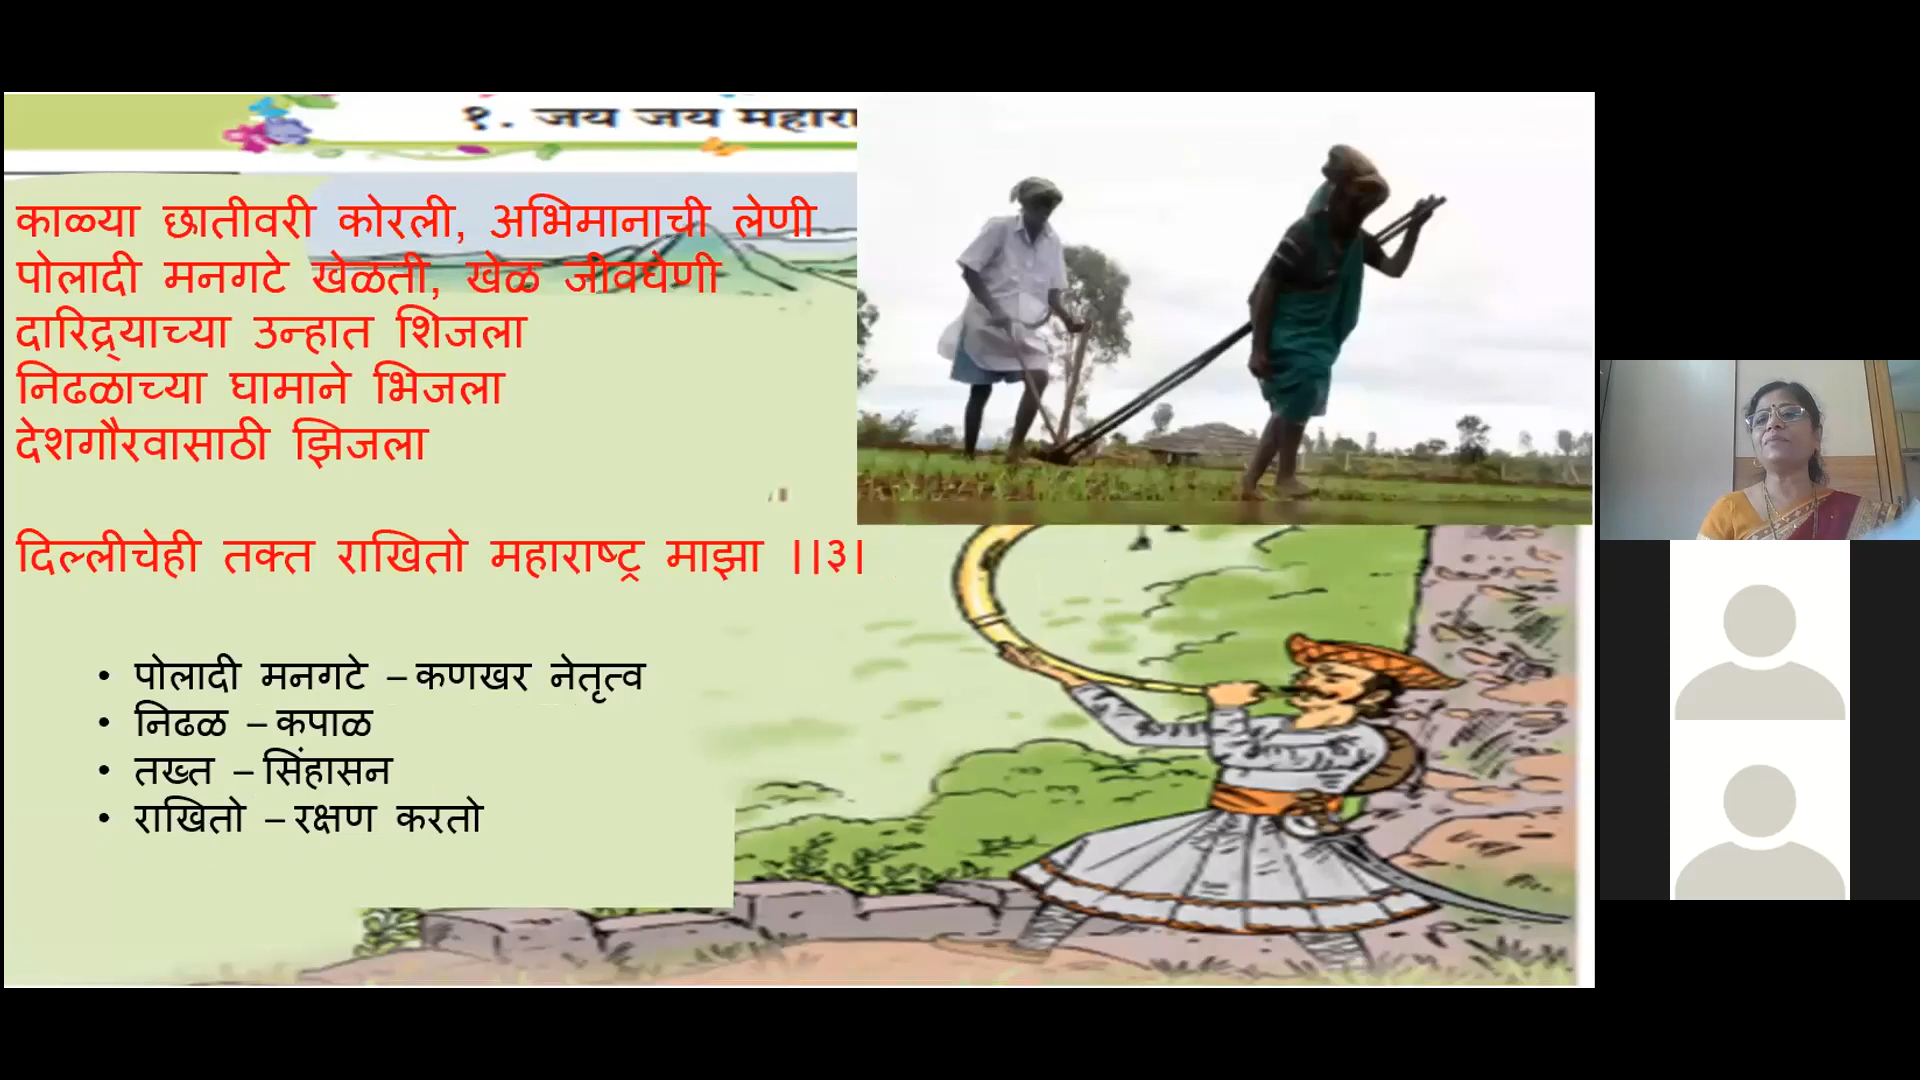 १. जय जय
काळ्या छातीवरी कोरली, अभिमानाची लेणी
पोलादी मनगटे खेळती, खेळ जीवघेणी
दारिद्र्याच्या उन्हात शिजला
निढळाच्या घामाने भिजला
देशगौरवासाठी झिजला
दिल्लीचेही तक्त राखितो महाराष्ट्र माझा ।।३।
• पोलादी मनगटे – कणखर नेतृत्व
• निढळ – कपाळ
• तख्त – सिंहासन
• राखितो – रक्षण करतो